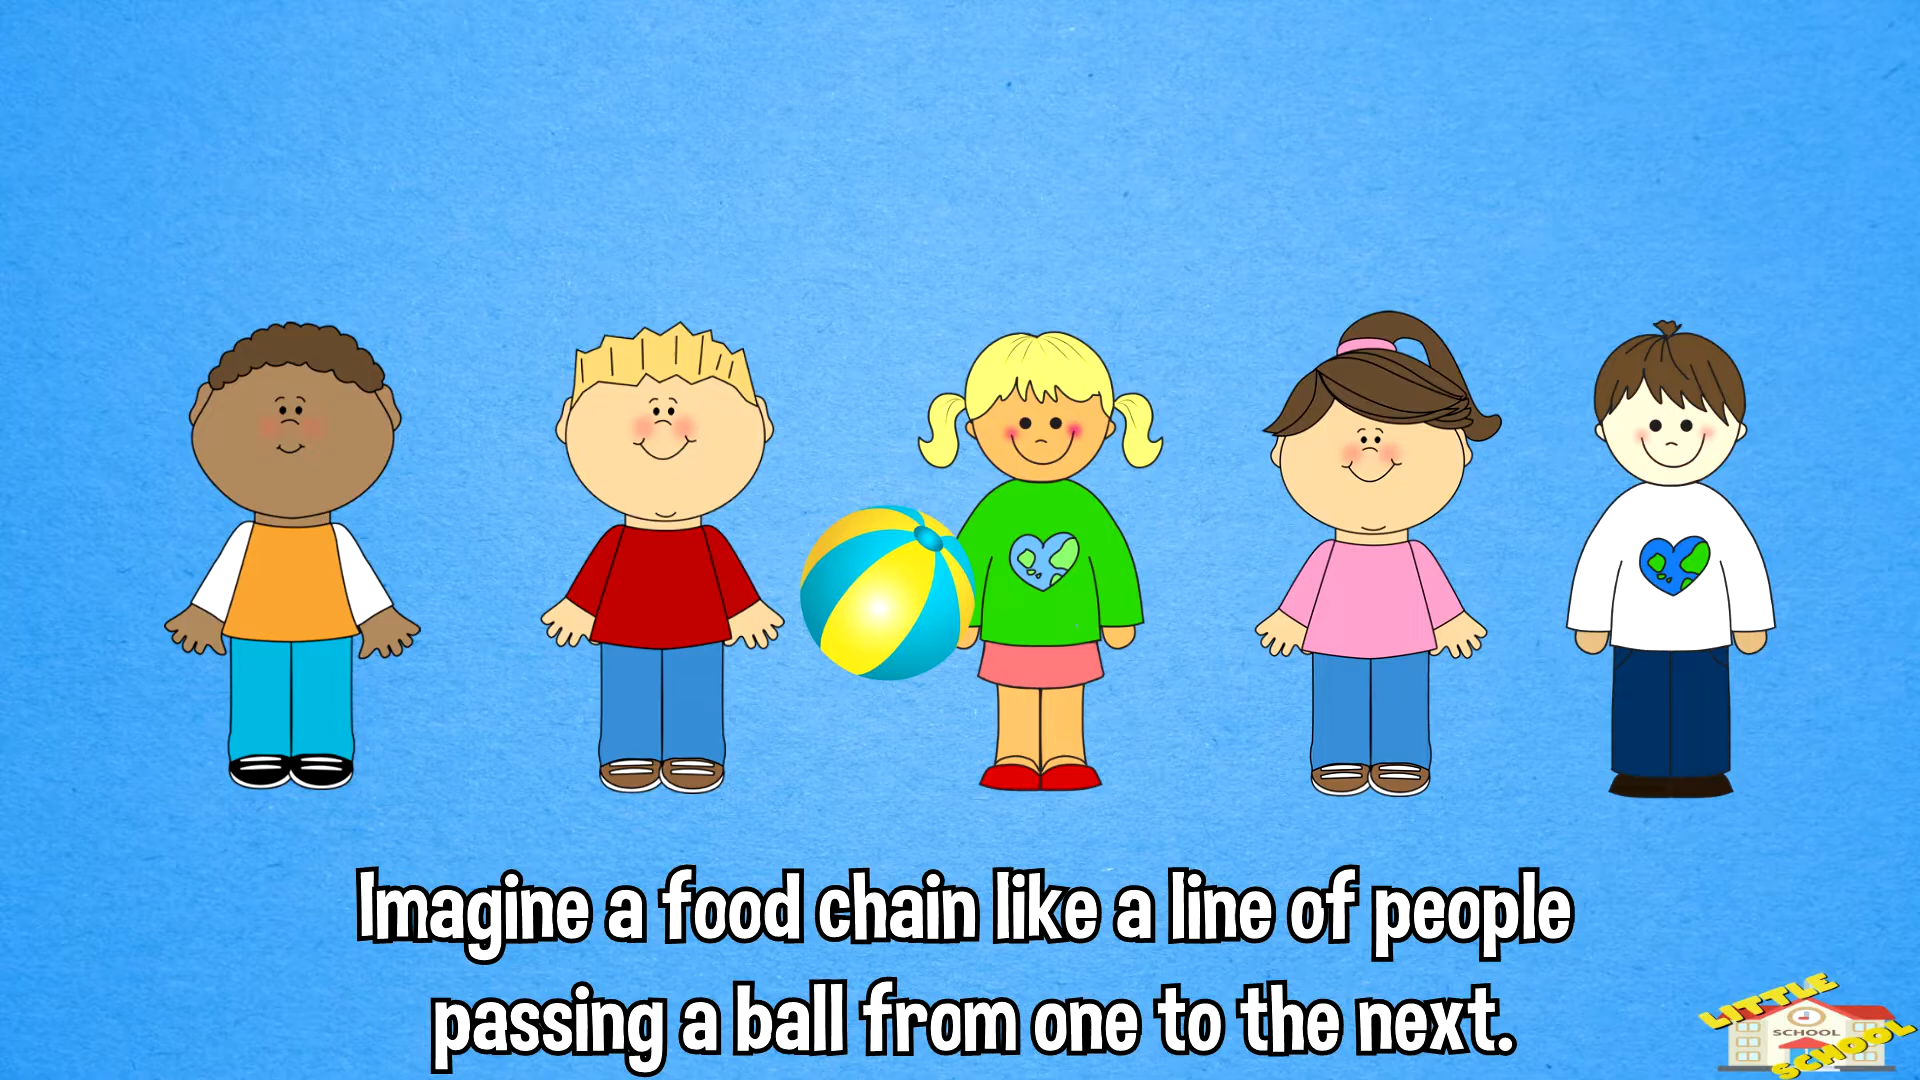 Imagine a food chain like a line of people
passing a ball from one to the next.
LITTLE
SCHOOL
SCHOOL